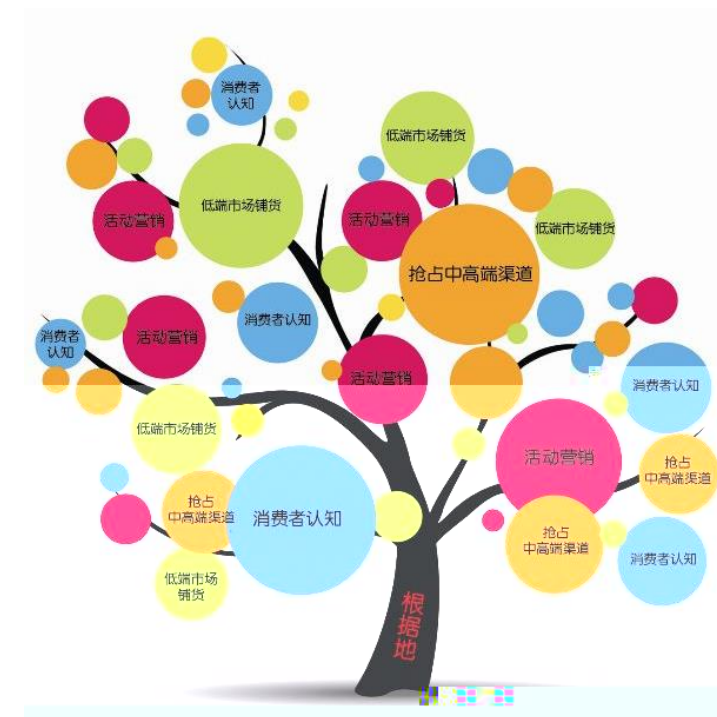 消费者
认知
低端市场铺货
低端市场铺货
活动营销
活动营销
低端市场铺货
抢占中高端渠道
消费者认知
消费者
认知
活动营销
活动营销
消费者认知
低端市场铺货
活动营销
抢占
中高端渠道
抢占
中高端渠道
消费者认知
抢占
中高端渠道
消费者认知
低端市场
铺货
根据地